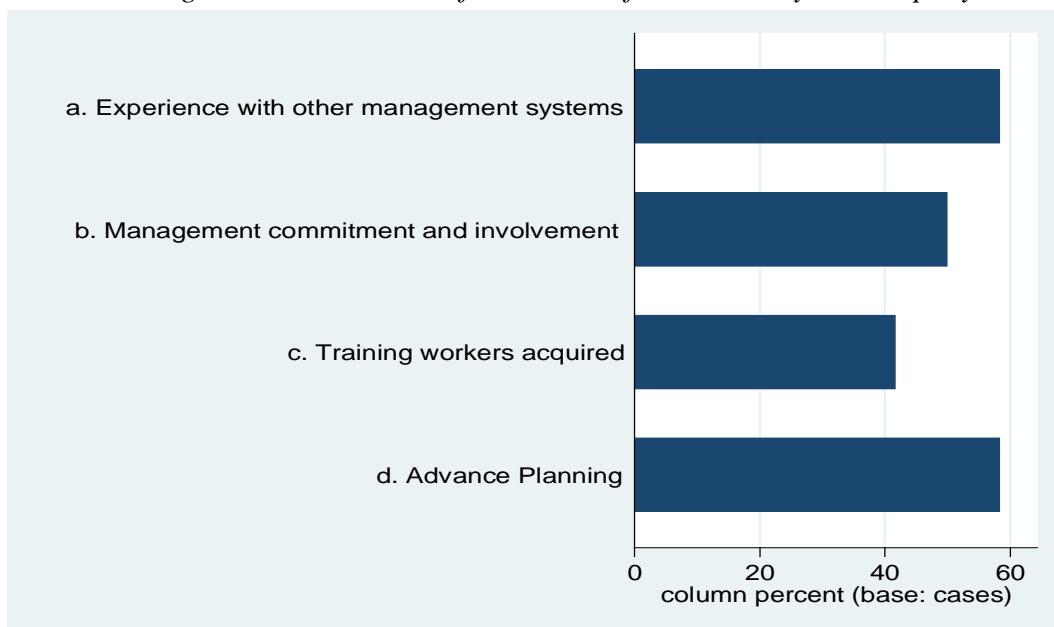 a. Experience with other management systems
b. Management commitment and involvement
c. Training workers acquired
d. Advance Planning
0 20 40 60
column percent (base: cases)